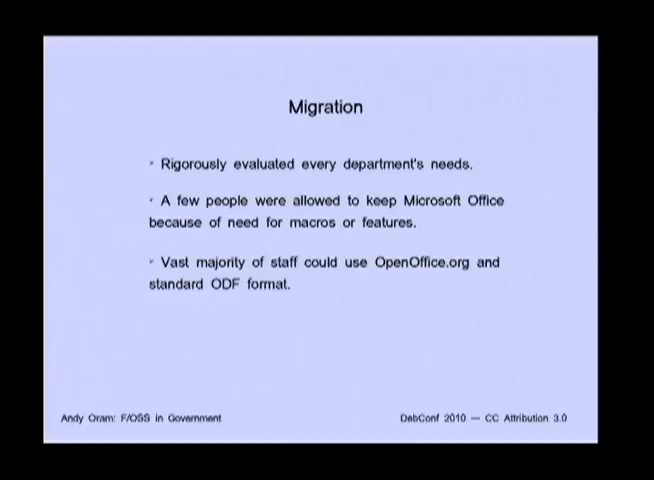 Migration
Rigorously evaluated every department's needs.
A few people were allowed to keep Microsoft Office
because of need for macros or features.
Vast majority of staff could use OpenOffice.org and
standard ODF format.
Andy Oram: F/OSS in Government
DebConf 2010 — CC Attribution 3.0